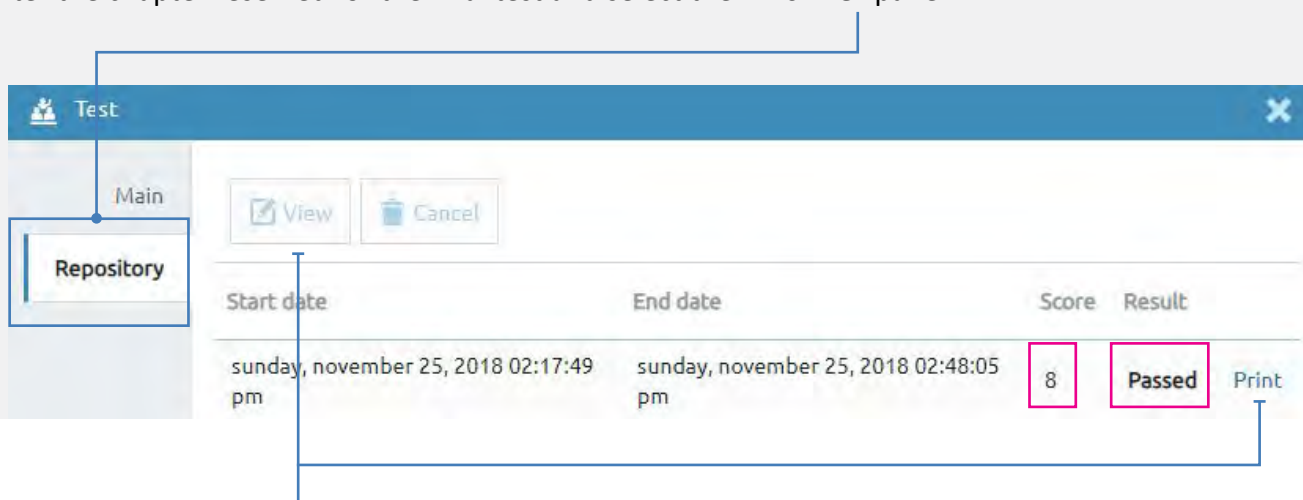 Test
Main
View Cancel
Repository
Start date End date Score Result
sunday, november 25, 2018 02:17:49 sunday, november 25, 2018 02:48:05
pm pm
8 Passed Print